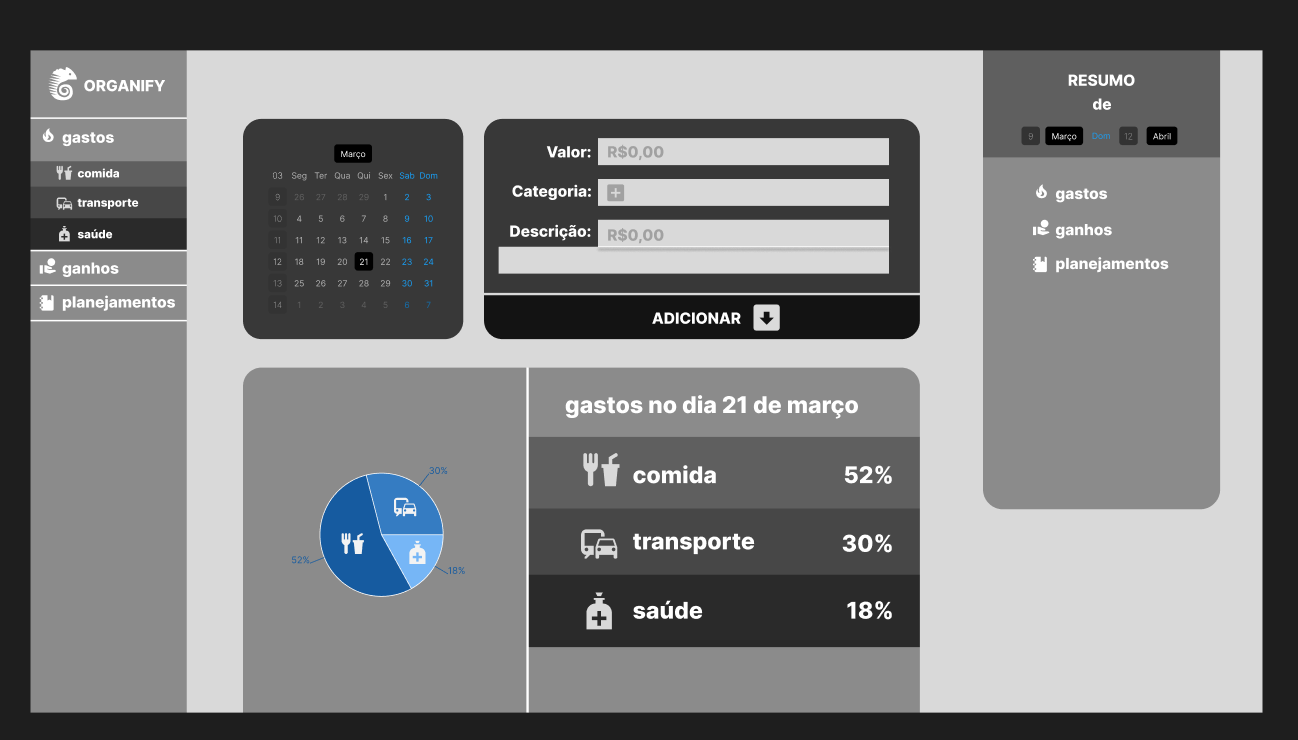 ORGANIFY
gastos
comida
transporte
saúde
ganhos
planejamentos
Março
03 Seg Ter Qua Qui Sex Sab Dom
9 26 27 28 29 1 2 3
10 4 5 6 7 8 9 10
11 11 12 13 14 15 16 17
12 18 19 20 21 22 23 24
13 25 26 27 28 29 30 31
14 1 2 3 4 5 6 7
Valor: R$0,00
Categoria:
Descrição: R$0,00
ADICIONAR
30%
52%
18%
gastos no dia 21 de março
comida 52%
transporte 30%
saúde 18%
RESUMO
de
9 Março Dom 12 Abril
gastos
ganhos
planejamentos